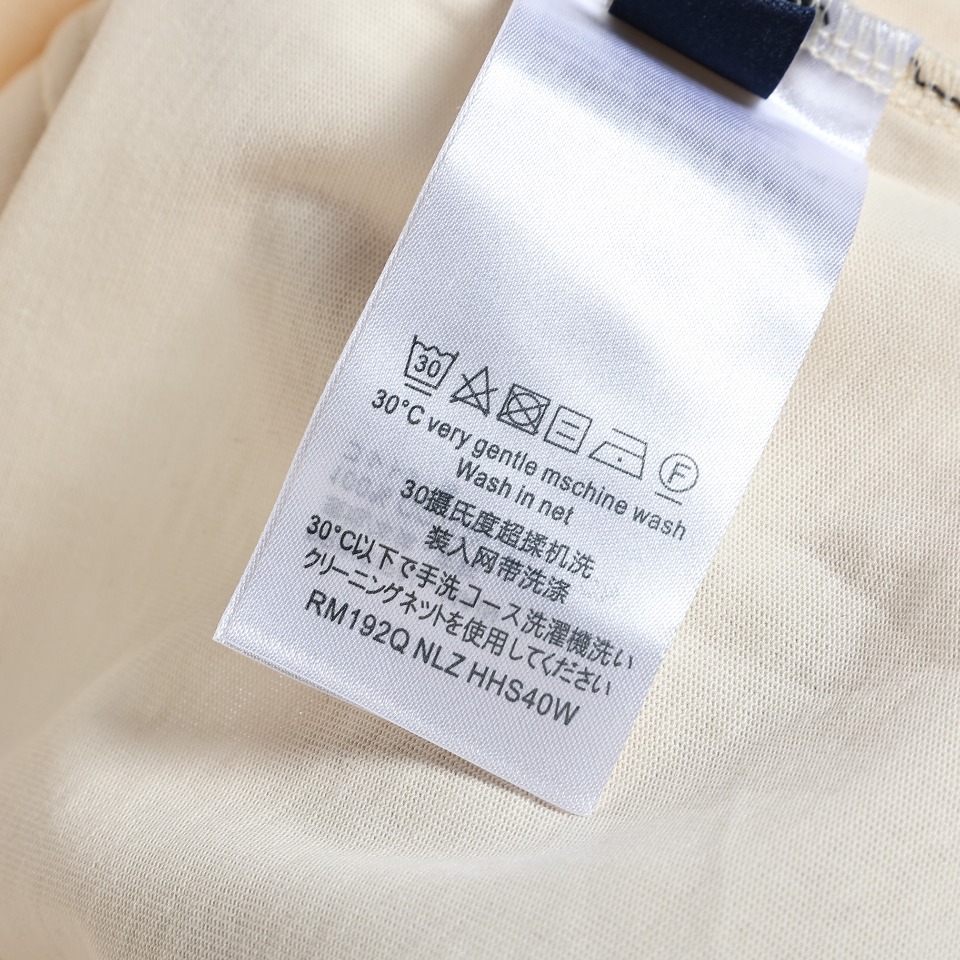 30
F
30°C very gentle mschine wash
Wash in net
30摄氏度超揉机洗
装入网带洗涤
30°C以下で手洗コース洗濯機洗い
クリーニングネットを使用してください
RM192Q NLZ HHS40W